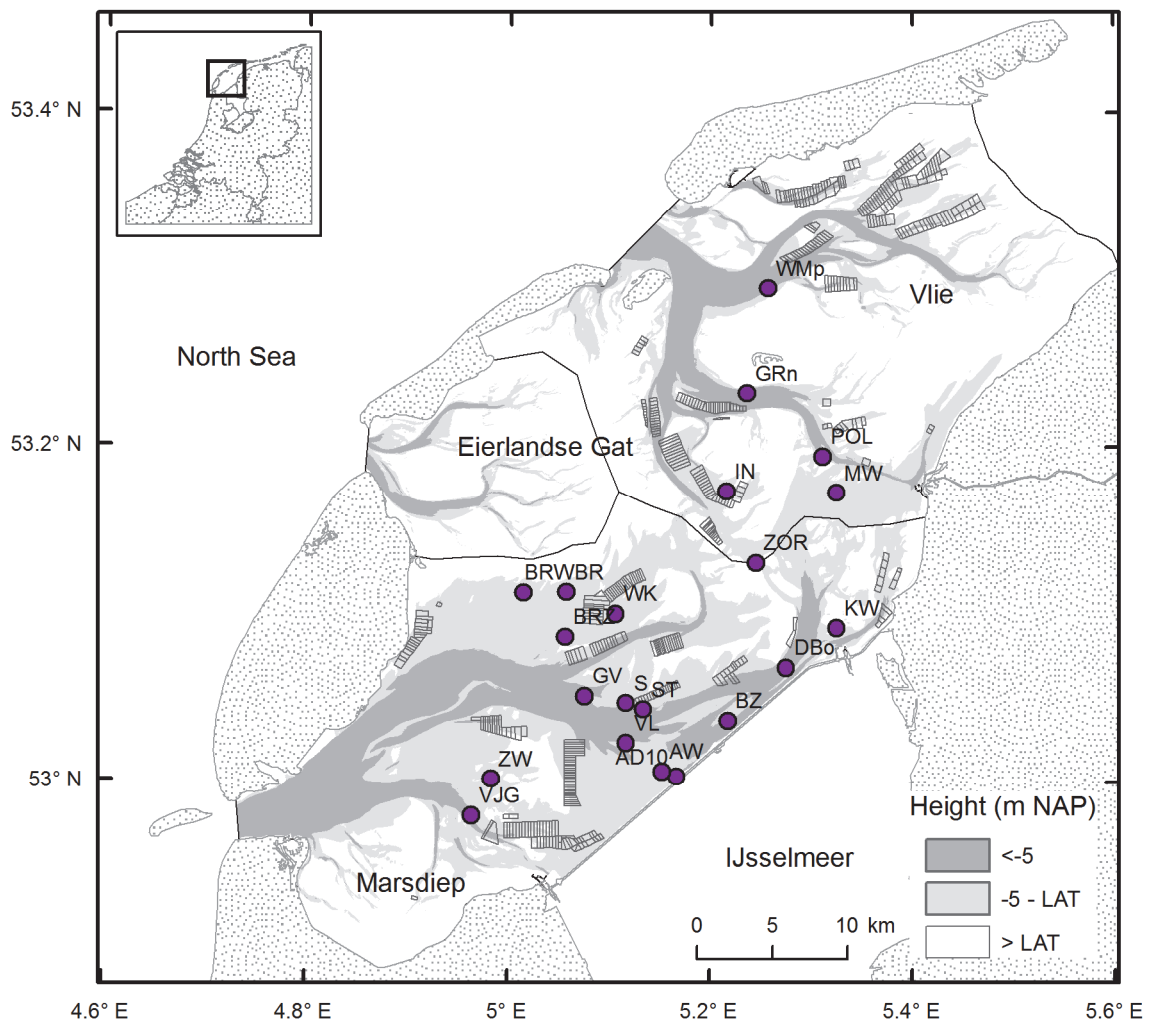 53.4° N
WMp
Vlie
North Sea
GRn
53.2° N
Eierlandse Gat
POL
IN
MW
ZOR
BRWBR
WK
BRZ
KW
DBo
GV
S
ST
BZ
VL
ZW
AD10
AW
53° N
VJG
Height (m NAP)
IJsselmeer
<-5
Marsdiep
-5 - LAT
0 5 10 km
> LAT
4.6° E 4.8° E 5° E 5.2° E 5.4° E 5.6° E